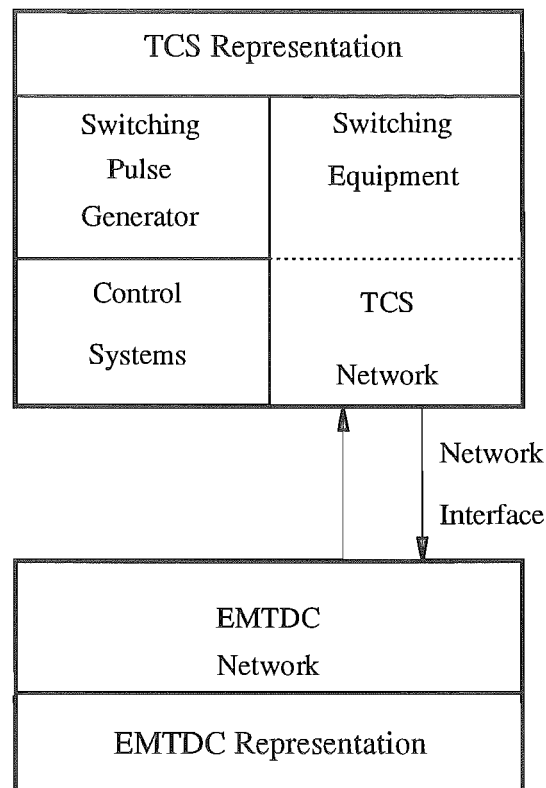 TCS Representation
Switching
Pulse
Generator
Switching
Equipment
Control
Systems
TCS
Network
Network
Interface
EMTDC
Network
EMTDC Representation